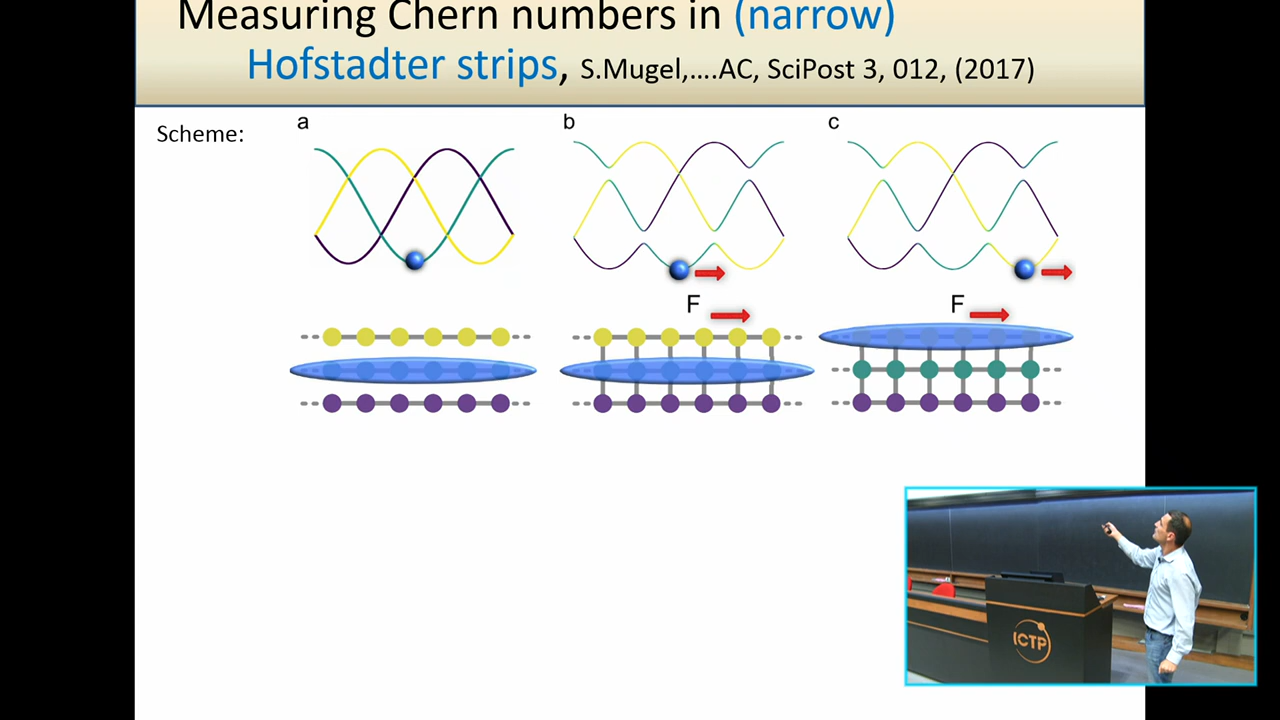 Measuring Chern numbers in (narrow)
Hofstadter strips, S.Mugel,....AC, SciPost 3, 012, (2017)
Scheme:
a
b
c
F
F
ICTP